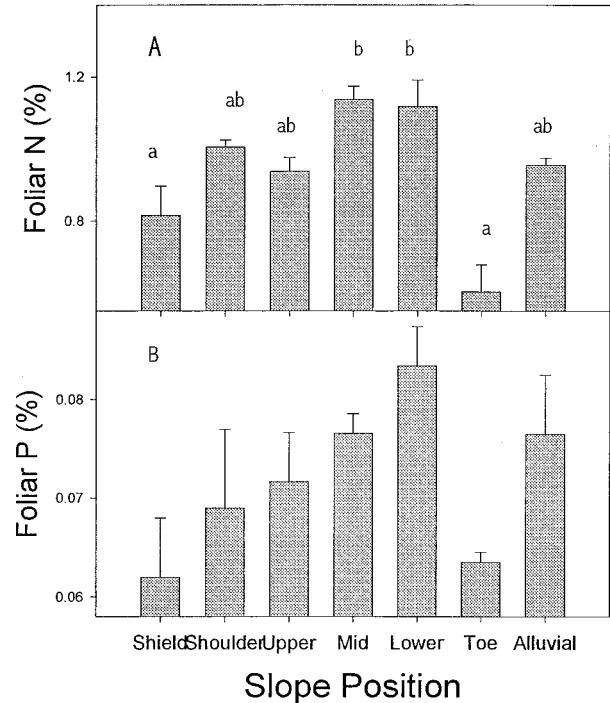 A
b
b
ab
ab
ab
a
a
1.2
0.8
Foliar N (%)
B
0.08
0.07
0.06
Foliar P (%)
Shield Shoulder Upper Mid Lower Toe Alluvial
Slope Position